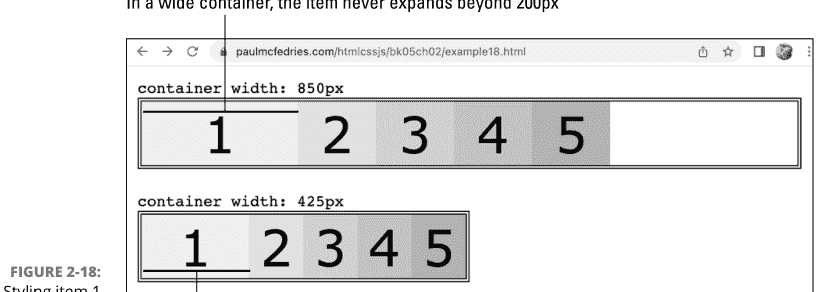 In a wide container, the item never expands beyond 200px
paulmcfedries.com/htmlcssjs/bk05ch02/example18.html
container width: 850px
1 2 3 4 5
container width: 425px
1 2 3 4 5
FIGURE 2-18:
Styling item 1